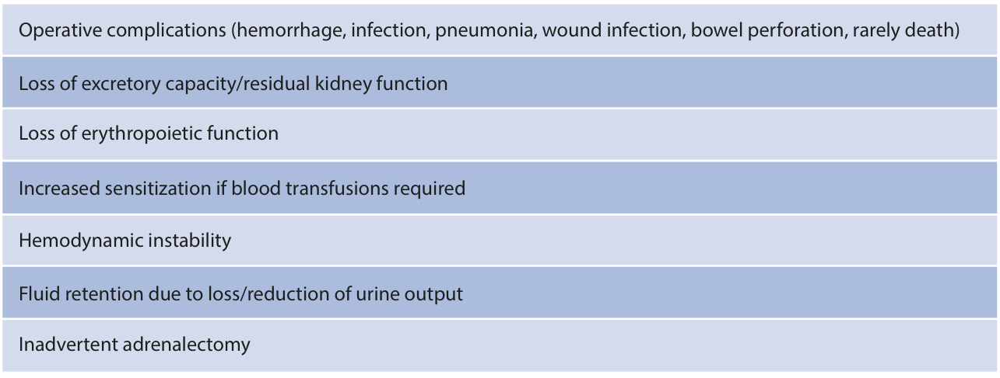 Operative complications (hemorrhage, infection, pneumonia, wound infection, bowel perforation, rarely death)
Loss of excretory capacity/residual kidney function
Loss of erythropoietic function
Increased sensitization if blood transfusions required
Hemodynamic instability
Fluid retention due to loss/reduction of urine output
Inadvertent adrenalectomy